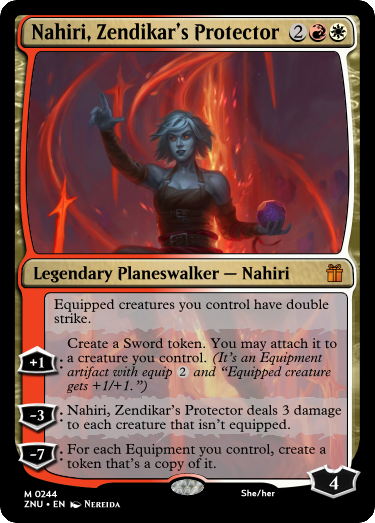 Nahiri, Zendikar's Protector 2
Legendary Planeswalker — Nahiri
Equipped creatures you control have double
strike.
+1: Create a Sword token. You may attach it to
a creature you control. (It's an Equipment
artifact with equip 2 and "Equipped creature
gets +1/+1.")
-3: Nahiri, Zendikar's Protector deals 3 damage
to each creature that isn't equipped.
-7: For each Equipment you control, create a
token that's a copy of it.
4
M 0244
ZNU • EN Nereida
She/her